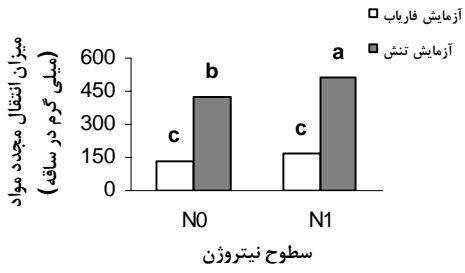 آزمایش فاریاب
آزمایش تنش
میزان انتقال مجدد مواد
(میلی گرم در ساقه)
600
450
300
150
0
b
a
c
c
N0
N1
سطوح نیتروژن